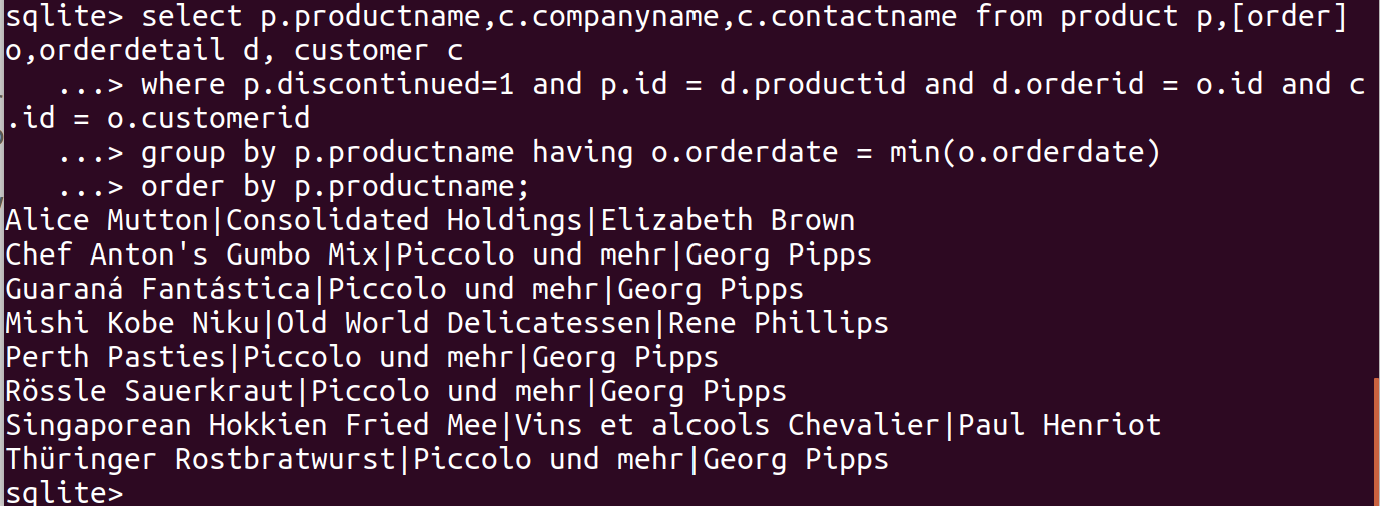 sqlite> select p.productname,c.companyname,c.contactname from product p,[order]
o,orderdetail d, customer c
   ...> where p.discontinued=1 and p.id = d.productid and d.orderid = o.id and c
.id = o.customerid
   ...> group by p.productname having o.orderdate = min(o.orderdate)
   ...> order by p.productname;
Alice Mutton|Consolidated Holdings|Elizabeth Brown
Chef Anton's Gumbo Mix|Piccolo und mehr|Georg Pipps
Guaraná Fantástica|Piccolo und mehr|Georg Pipps
Mishi Kobe Niku|Old World Delicatessen|Rene Phillips
Perth Pasties|Piccolo und mehr|Georg Pipps
Rössle Sauerkraut|Piccolo und mehr|Georg Pipps
Singaporean Hokkien Fried Mee|Vins et alcools Chevalier|Paul Henriot
Thüringer Rostbratwurst|Piccolo und mehr|Georg Pipps
sqlite>